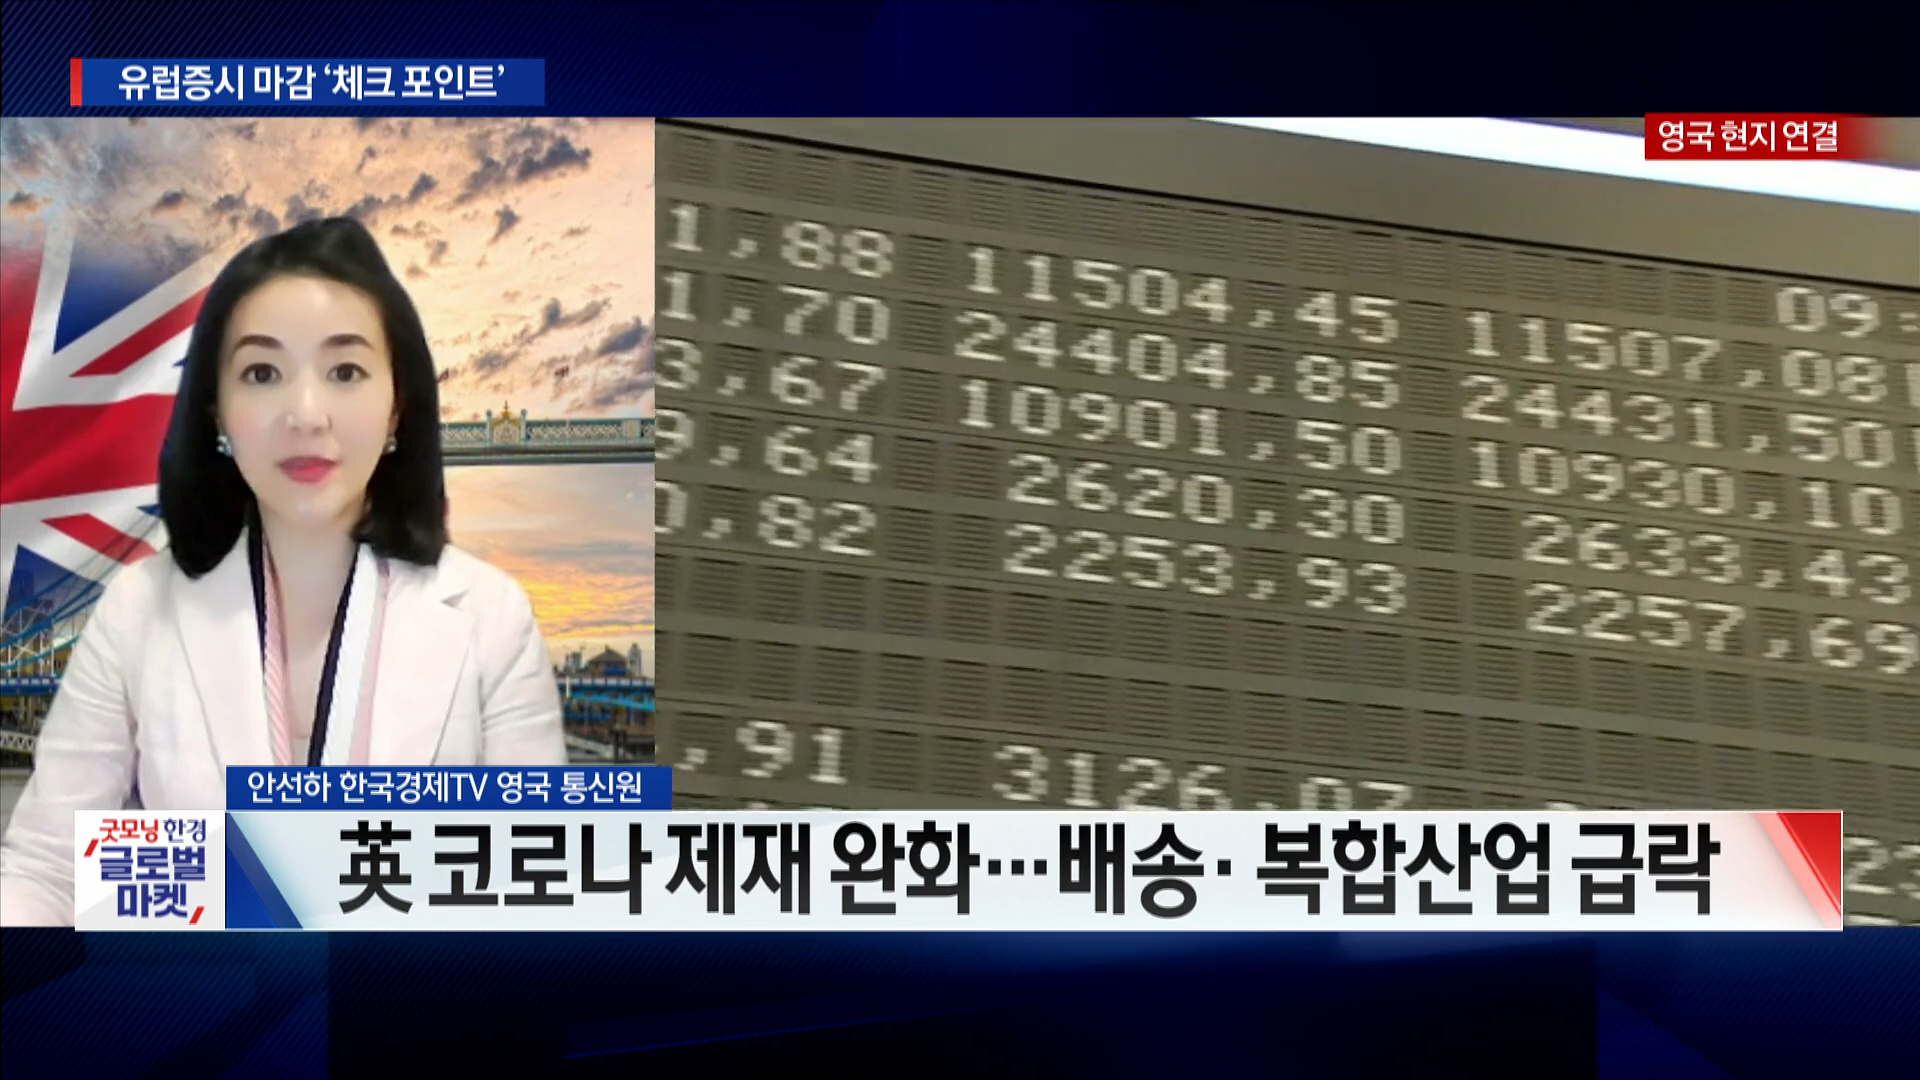 유럽증시 마감 ‘체크 포인트’
영국 현지 연결
1,88 11504,45 11507,08 09
1,70 24404,85 24431,50
3,67 10901,50 10930,10
9,64 2620,30 2633,43
0,82 2253,93 2257,69
,91 3126,07
23
안선하 한국경제TV 영국 통신원
굿모닝 한경
글로벌
마켓
英 코로나 제재 완화…배송· 복합산업 급락